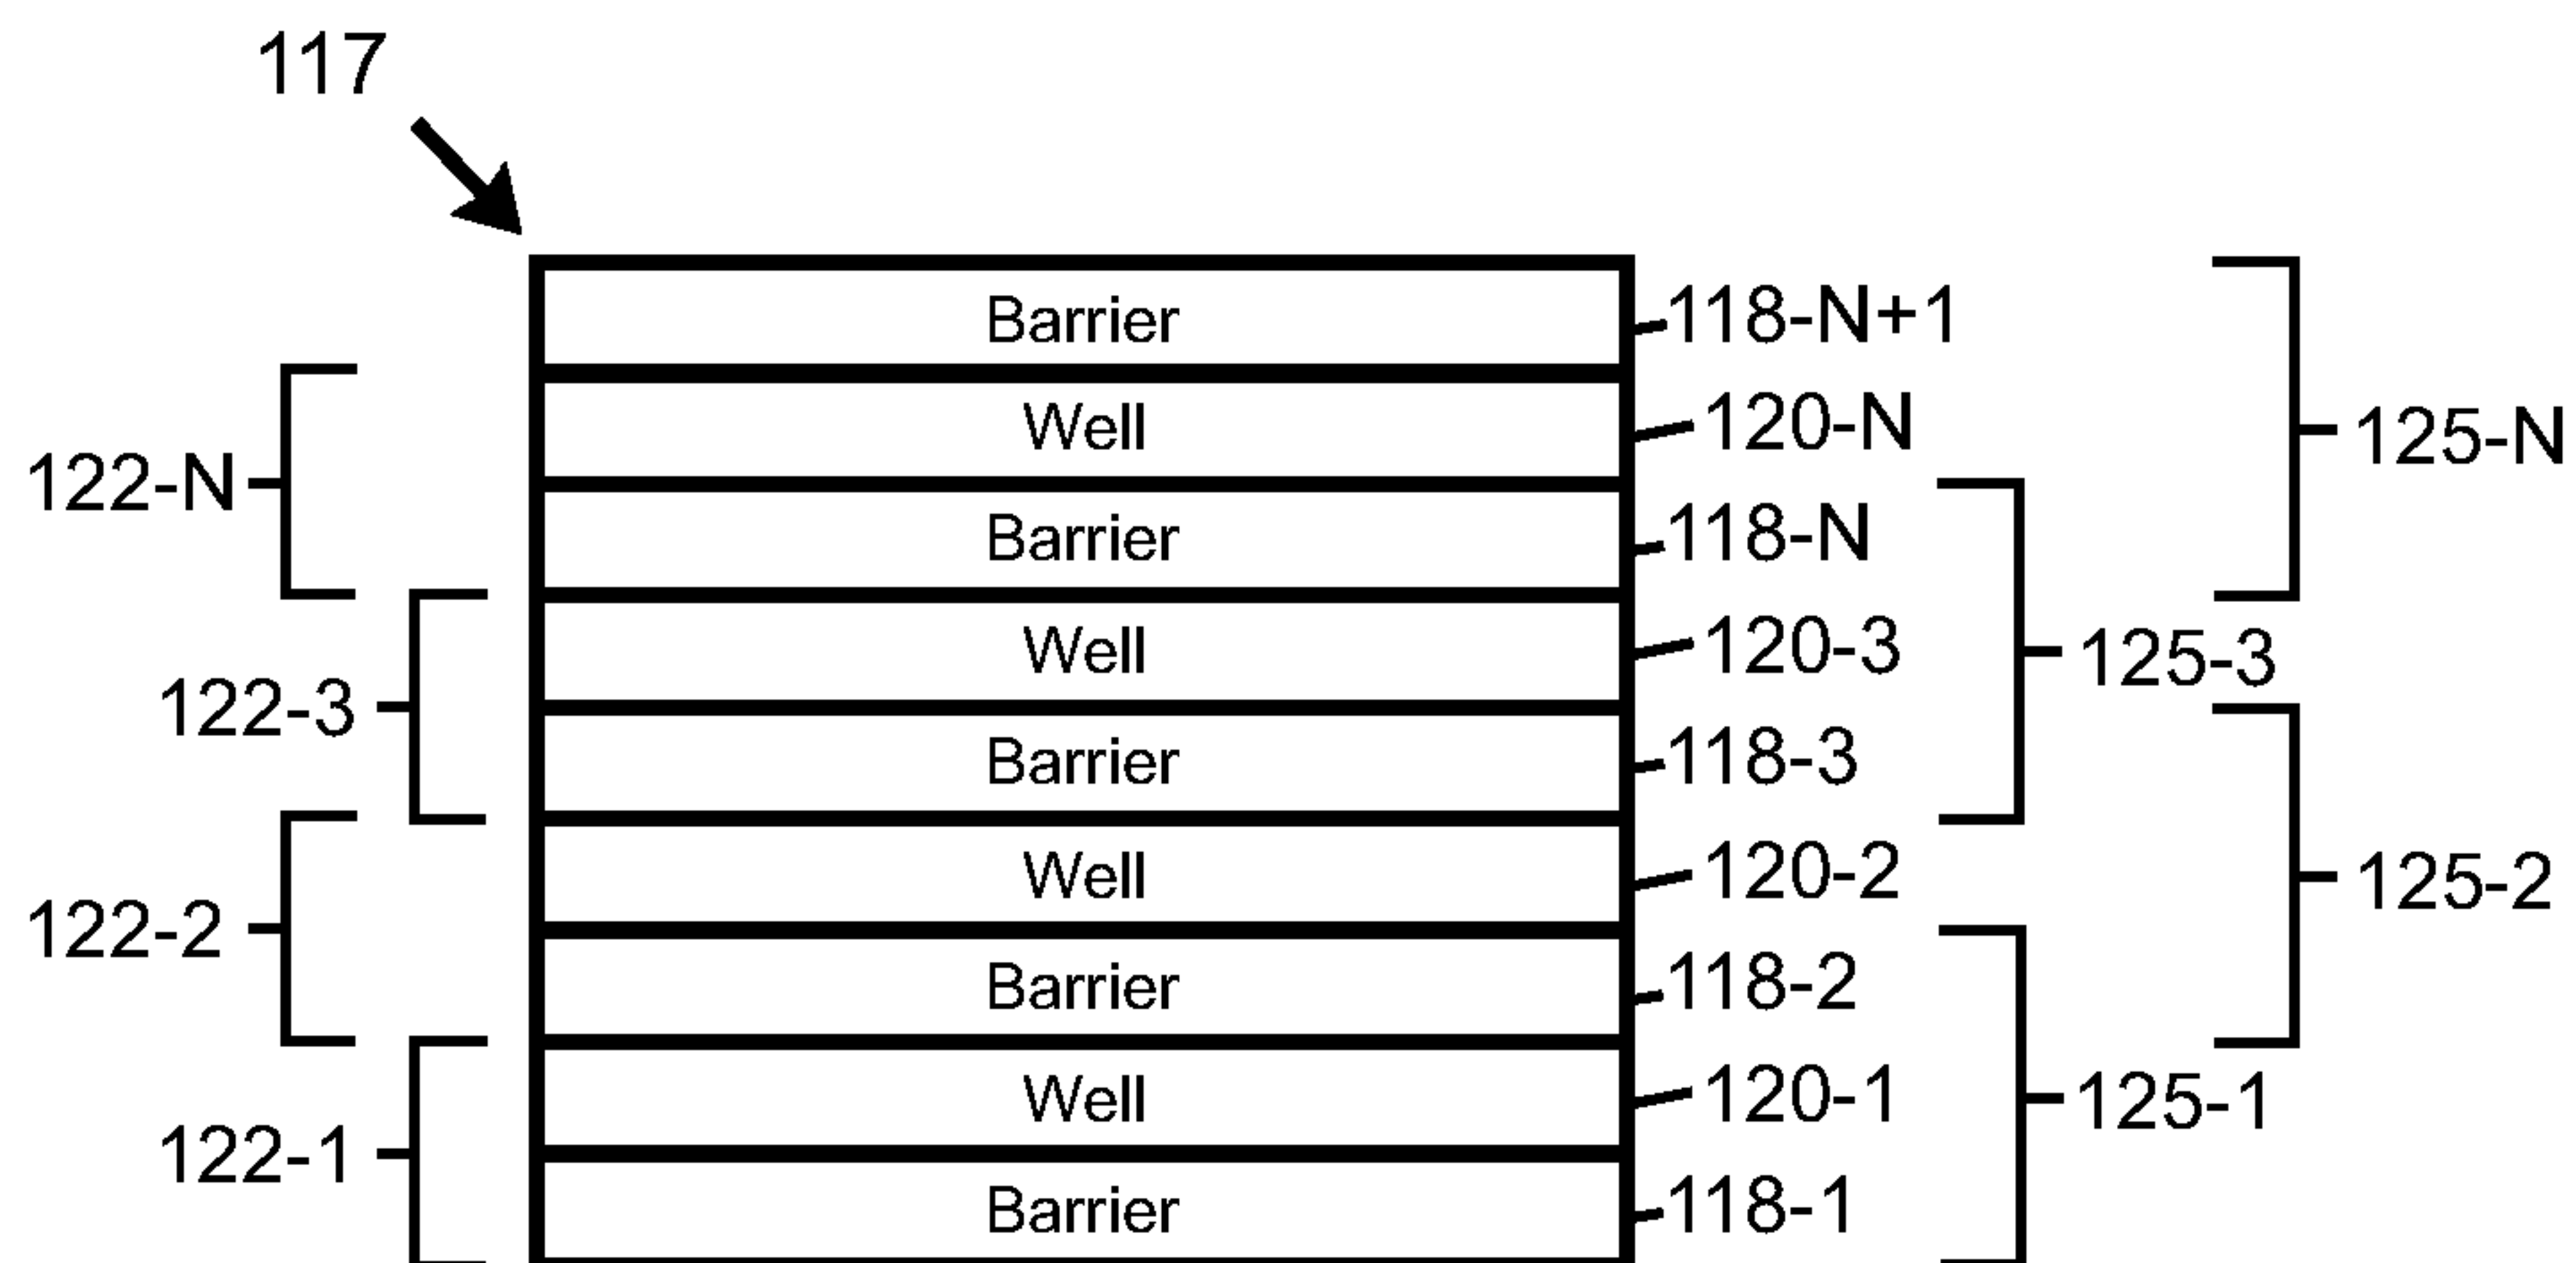 117
Barrier 118-N+1
Well 120-N
122-N 125-N
Barrier 118-N
Well 120-3
122-3 125-3
Barrier 118-3
Well 120-2
122-2 125-2
Barrier 118-2
Well 120-1
122-1 125-1
Barrier 118-1